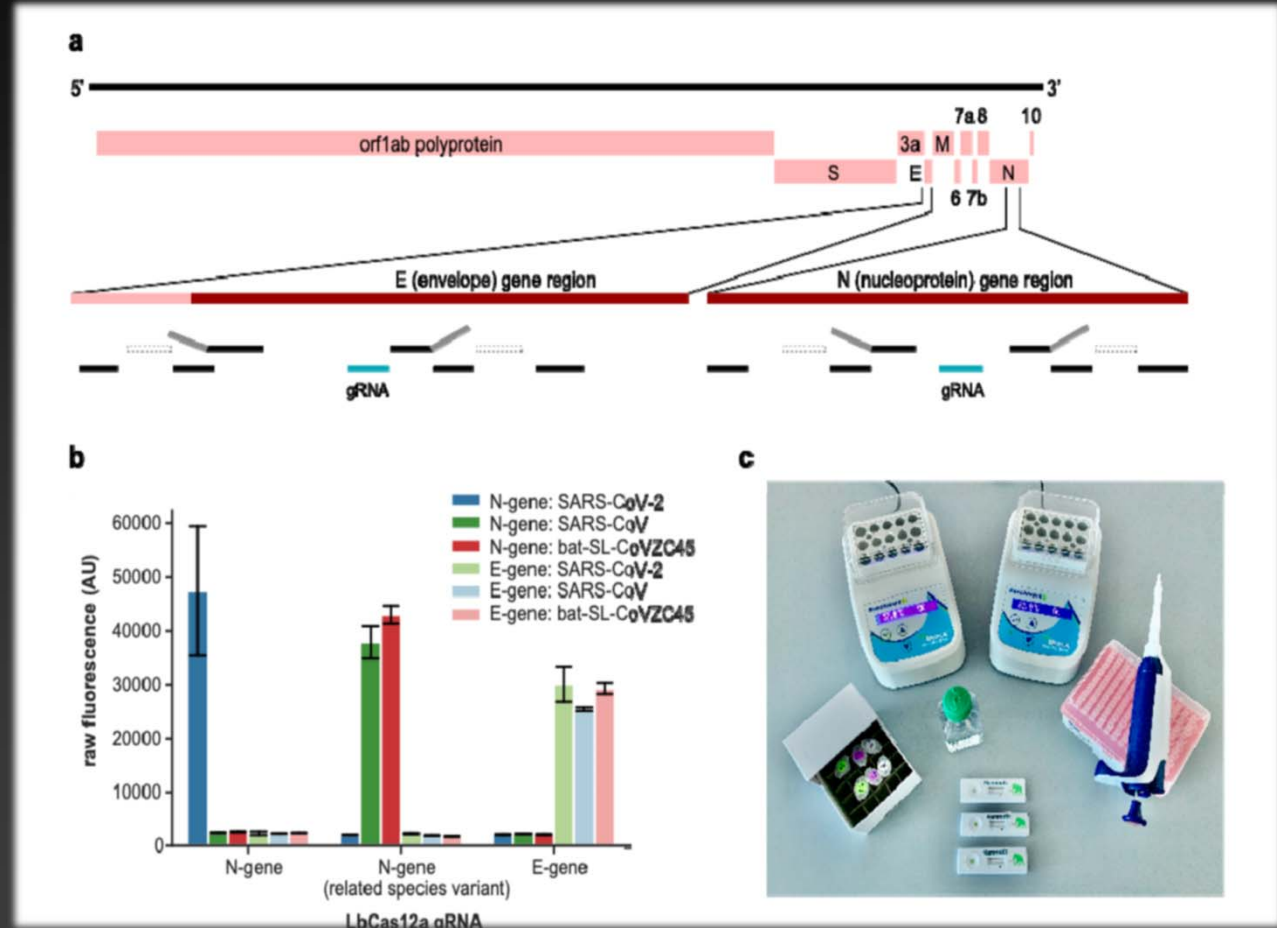 a
5' 3'
7a 8 10
orf1ab polyprotein 3a M
S E N
6 7b
E (envelope) gene region N (nucleoprotein) gene region
gRNA gRNA
b c
N-gene: SARS-CoV-2
N-gene: SARS-CoV
N-gene: bat-SL-CoVZC45
E-gene: SARS-CoV-2
E-gene: SARS-CoV
E-gene: bat-SL-CoVZC45
raw fluorescence (AU)
60000
50000
40000
30000
20000
10000
0
N-gene N-gene E-gene
(related species variant)
LbCas12a gRNA